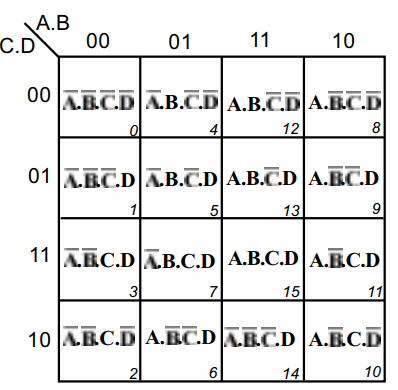 A.B
C.D
00 01 11 10
00 A̅.B̅.C̅.D̅ A̅.B.C̅.D̅ A.B.C̅.D̅ A.B̅.C̅.D̅
0 4 12 8
01 A̅.B̅.C̅.D A̅.B.C̅.D A.B.C̅.D A.B̅.C̅.D
1 5 13 9
11 A̅.B̅.C.D A̅.B.C.D A.B.C.D A.B̅.C.D
3 7 15 11
10 A̅.B̅.C.D̅ A.B̅.C̅.D A̅.B̅.C̅.D A.B̅.C.D̅
2 6 14 10